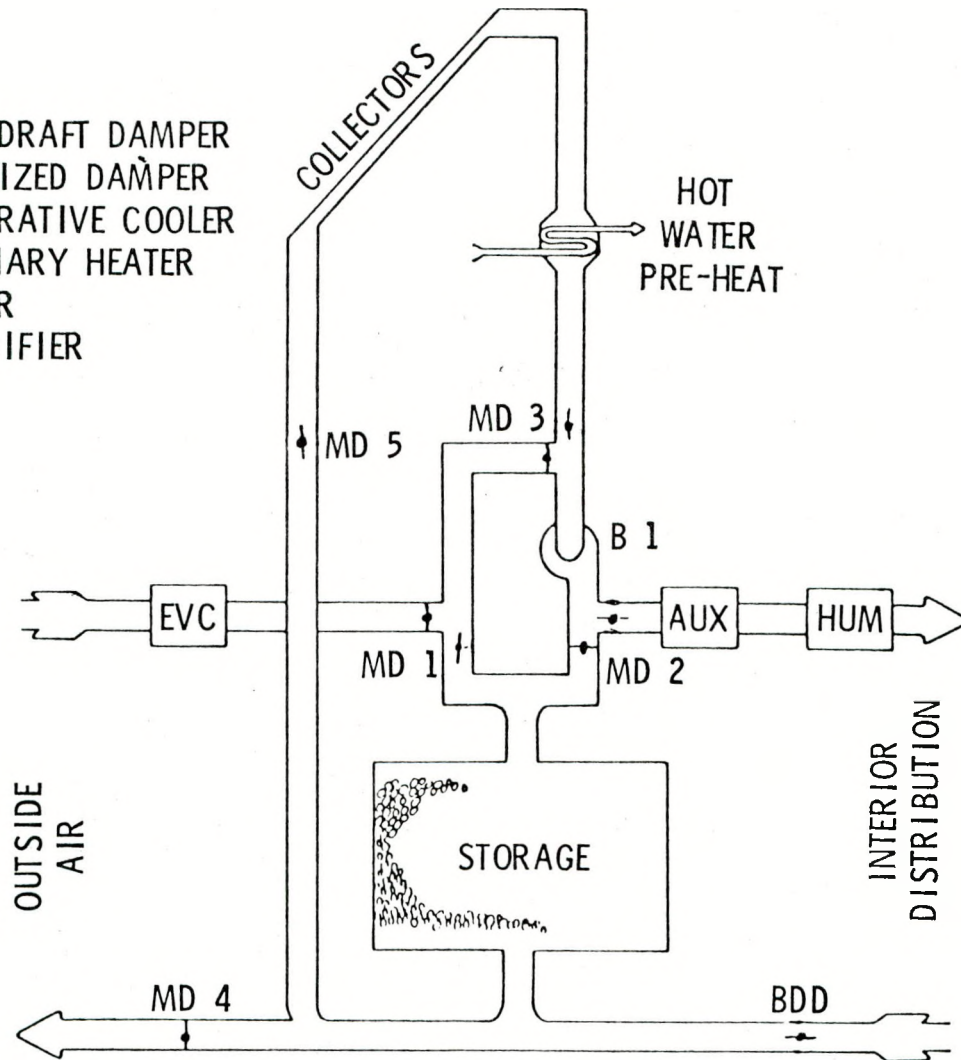 DRAFT DAMPER
IZED DAMPER
RATIVE COOLER
IARY HEATER
R
IFIER
COLLECTORS
HOT
WATER
PRE-HEAT
MD 3
MD 5
B 1
EVC
AUX
HUM
MD 1
MD 2
OUTSIDE
AIR
STORAGE
INTERIOR
DISTRIBUTION
MD 4
BDD